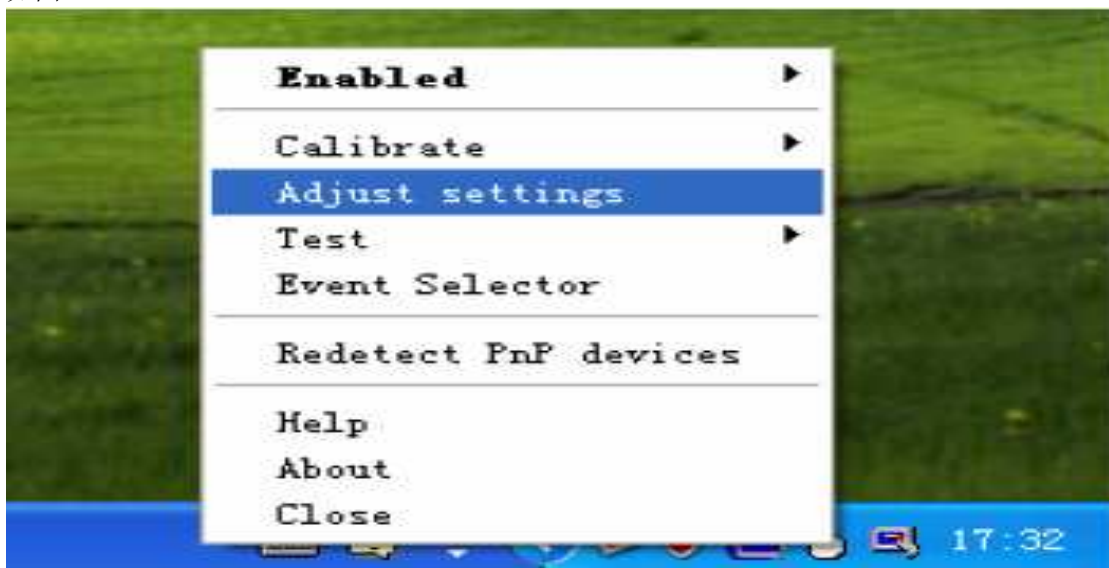 Enabled
Calibrate
Adjust settings
Test
Event Selector
Redetect PnP devices
Help
About
Close
17:32